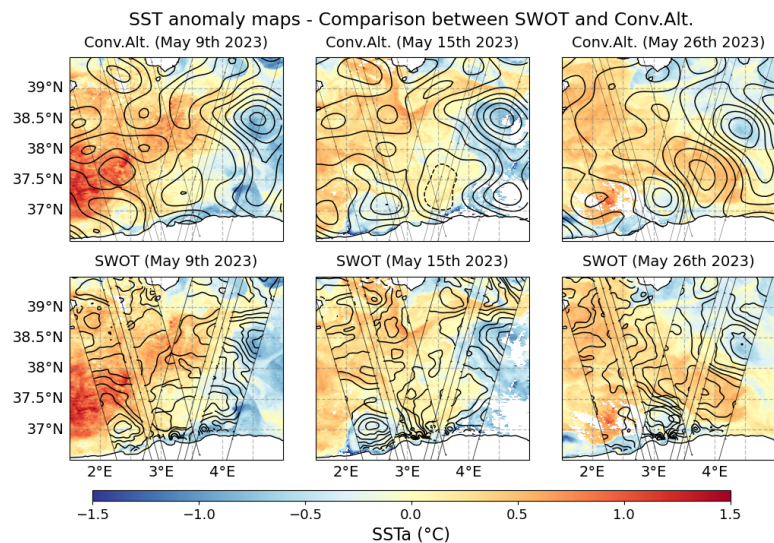 SST anomaly maps - Comparison between SWOT and Conv.Alt.
Conv.Alt. (May 9th 2023) Conv.Alt. (May 15th 2023) Conv.Alt. (May 26th 2023)
39°N
38.5°N
38°N
37.5°N
37°N
SWOT (May 9th 2023) SWOT (May 15th 2023) SWOT (May 26th 2023)
39°N
38.5°N
38°N
37.5°N
37°N
2°E 3°E 4°E 2°E 3°E 4°E 2°E 3°E 4°E
−1.5 −1.0 −0.5 0.0 0.5 1.0 1.5
SSTa (°C)